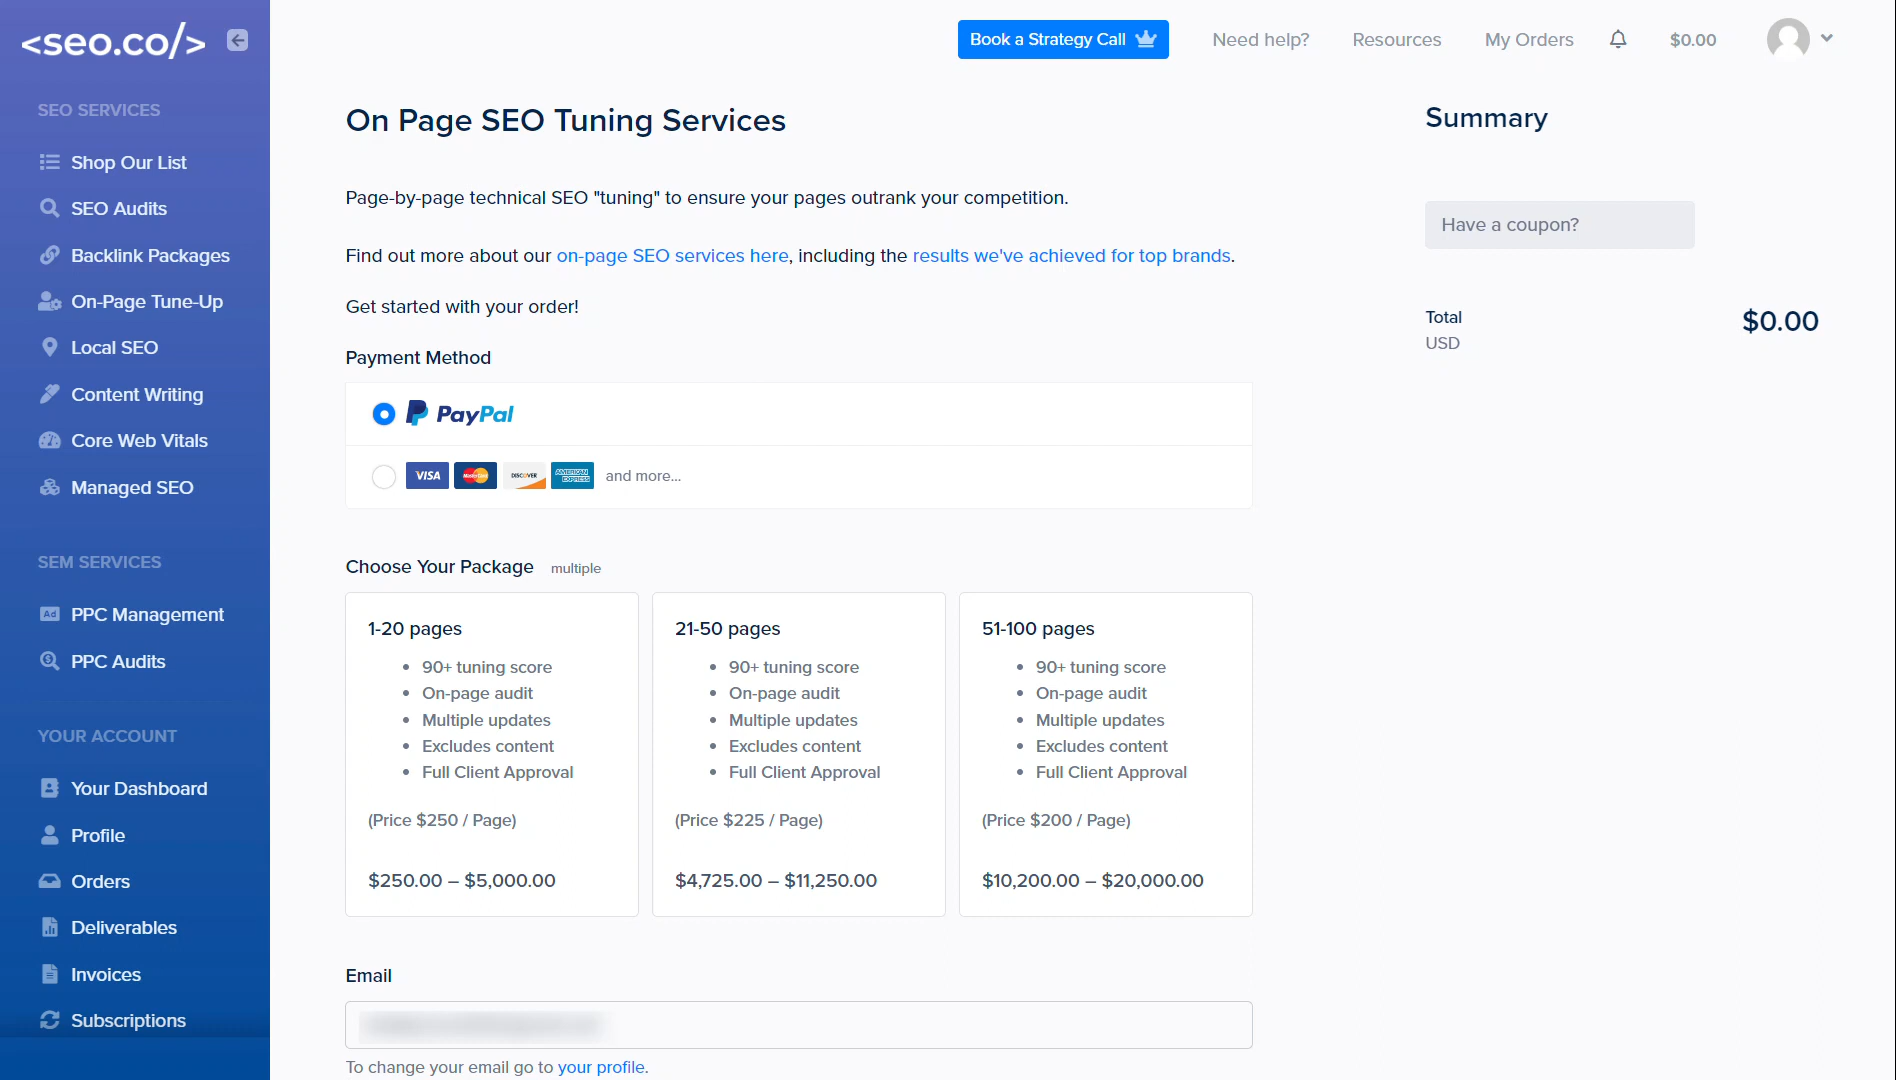 <seo.co/>
Book a Strategy Call
Need help?
Resources
My Orders
$0.00
SEO SERVICES
Shop Our List
SEO Audits
Backlink Packages
On-Page Tune-Up
Local SEO
Content Writing
Core Web Vitals
Managed SEO
SEM SERVICES
Ad
PPC Management
PPC Audits
YOUR ACCOUNT
Your Dashboard
Profile
Orders
Deliverables
Invoices
Subscriptions
On Page SEO Tuning Services
Page-by-page technical SEO "tuning" to ensure your pages outrank your competition.
Find out more about our on-page SEO services here, including the results we've achieved for top brands.
Get started with your order!
Payment Method
PayPal
VISA MasterCard DISCOVER AMERICAN EXPRESS and more...
Choose Your Package multiple
1-20 pages
90+ tuning score
On-page audit
Multiple updates
Excludes content
Full Client Approval
(Price $250 / Page)
$250.00 – $5,000.00
21-50 pages
90+ tuning score
On-page audit
Multiple updates
Excludes content
Full Client Approval
(Price $225 / Page)
$4,725.00 – $11,250.00
51-100 pages
90+ tuning score
On-page audit
Multiple updates
Excludes content
Full Client Approval
(Price $200 / Page)
$10,200.00 – $20,000.00
Email
To change your email go to your profile.
Summary
Have a coupon?
Total
USD
$0.00